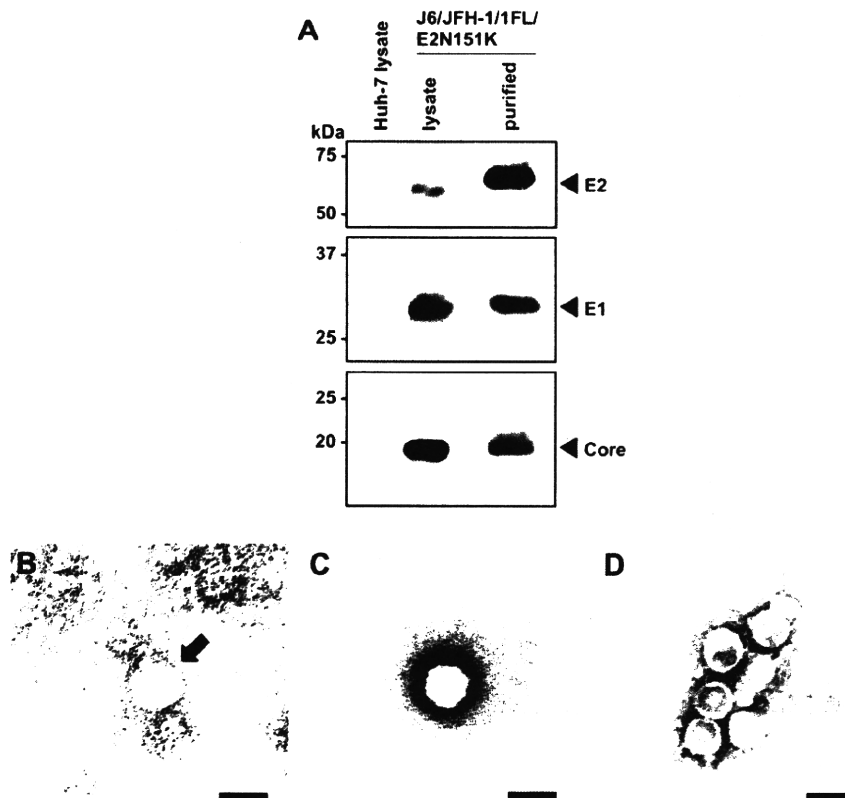 A
J6/JFH-1/1FL/
E2N151K
Huh-7 lysate
lysate
purified
kDa
75
50
E2
37
25
E1
25
20
Core
B
C
D